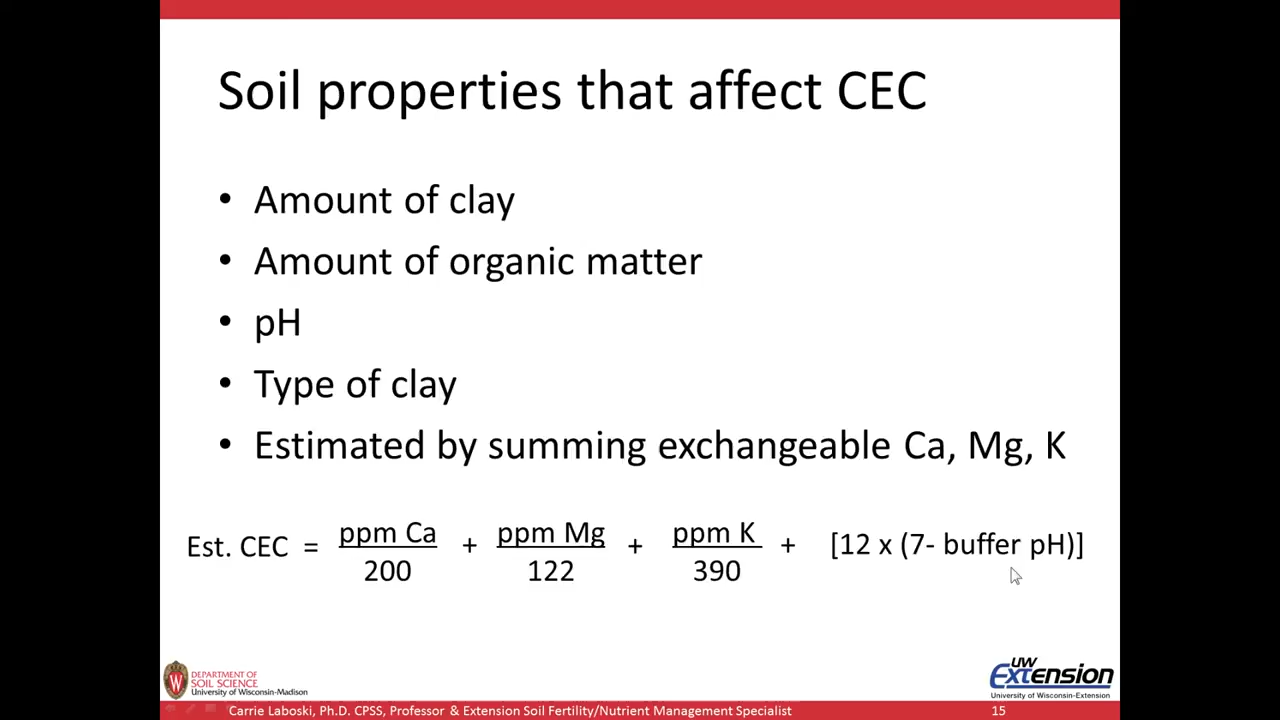 Soil properties that affect CEC
• Amount of clay
• Amount of organic matter
• pH
• Type of clay
• Estimated by summing exchangeable Ca, Mg, K
Est. CEC = ppm Ca + ppm Mg + ppm K + [12 x (7- buffer pH)]
200 122 390
DEPARTMENT OF
SOIL SCIENCE
University of Wisconsin-Madison
UW
Extension
University of Wisconsin-Extension
Carrie Laboski, Ph.D. CPSS, Professor & Extension Soil Fertility/Nutrient Management Specialist 15